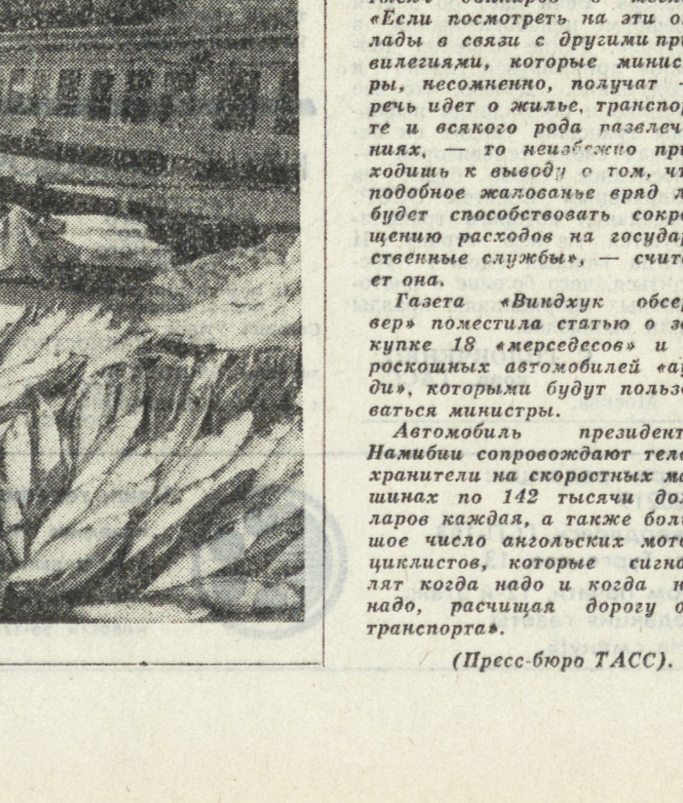 «Если посмотреть на эти о
лады в связи с другими при
вилегиями, которые минис
ры, несомненно, получат —
речь идет о жилье, транспор
те и всякого рода развлеч
ниях, — то неизбежно при
ходишь к выводу о том, чт
подобное жалованье вряд л
будет способствовать сокра
щению расходов на государ
ственные службы», — счита
ет она.
Газета «Виндхук обсер
вер» поместила статью о за
купке 18 «мерседесов» и
роскошных автомобилей «ау
ди», которыми будут пользо
ваться министры.
Автомобиль президент
Намибии сопровождают тело
хранители на скоростных ма
шинах по 142 тысячи дол
ларов каждая, а также боль
шое число ангольских мото
циклистов, которые сигна
лят когда надо и когда н
надо, расчищая дорогу о
транспорта».
(Пресс-бюро ТАСС).